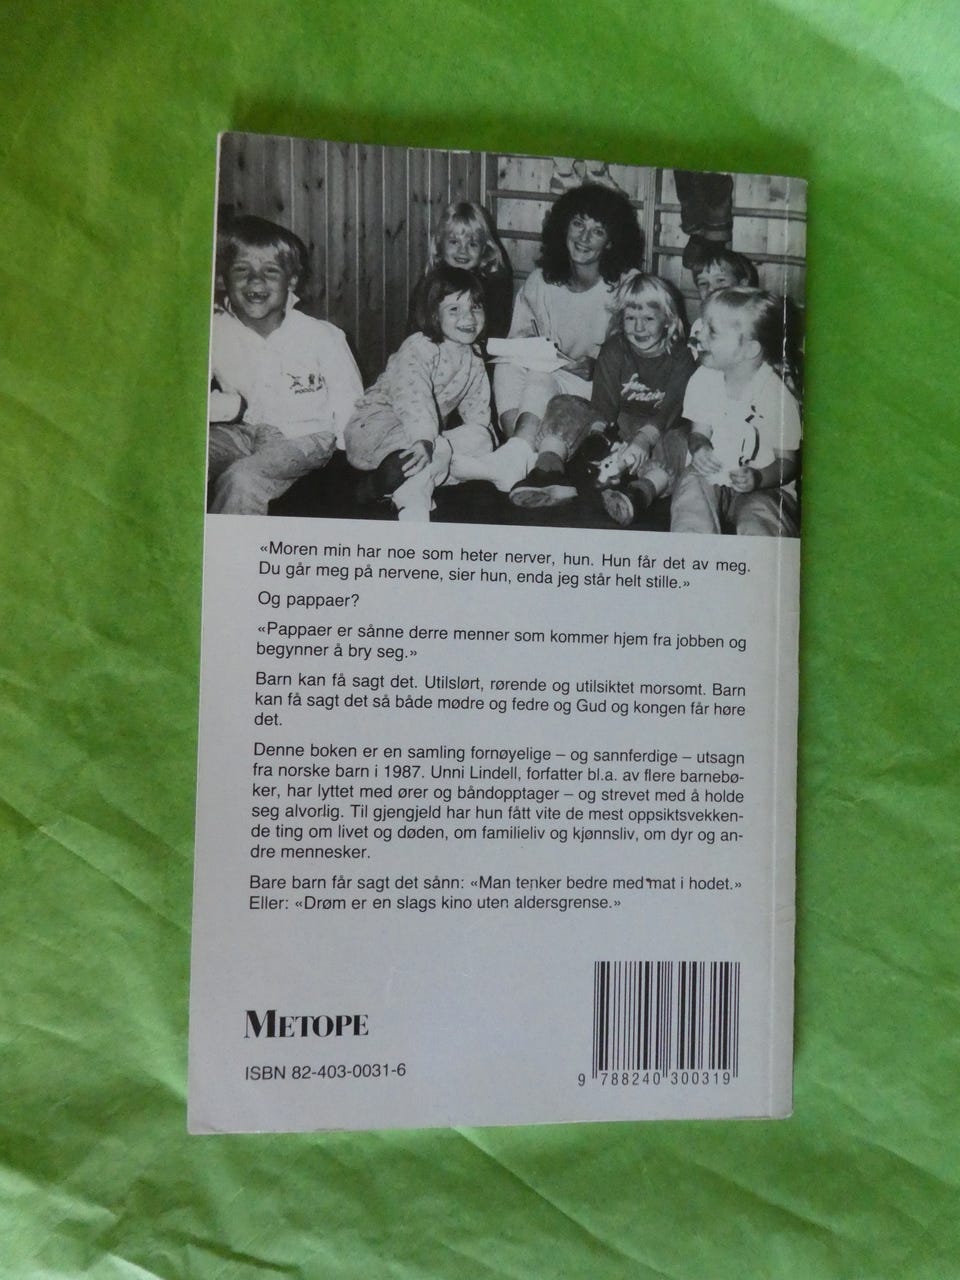 «Moren min har noe som heter nerver, hun. Hun får det av meg.
Du går meg på nervene, sier hun, enda jeg står helt stille.»
Og pappaer?
«Pappaer er sånne derre menner som kommer hjem fra jobben og
begynner å bry seg.»
Barn kan få sagt det. Utilslørt, rørende og utilsiktet morsomt. Barn
kan få sagt det så både mødre og fedre og Gud og kongen får høre
det.
Denne boken er en samling fornøyelige – og sannferdige – utsagn
fra norske barn i 1987. Unni Lindell, forfatter bl.a. av flere barnebø-
ker, har lyttet med ører og båndopptager – og strevet med å holde
seg alvorlig. Til gjengjeld har hun fått vite de mest oppsiktsvekken-
de ting om livet og døden, om familieliv og kjønnsliv, om dyr og an-
dre mennesker.
Bare barn får sagt det sånn: «Man tenker bedre med mat i hodet.»
Eller: «Drøm er en slags kino uten aldersgrense.»
METOPE
ISBN 82-403-0031-6
9 788240 300319